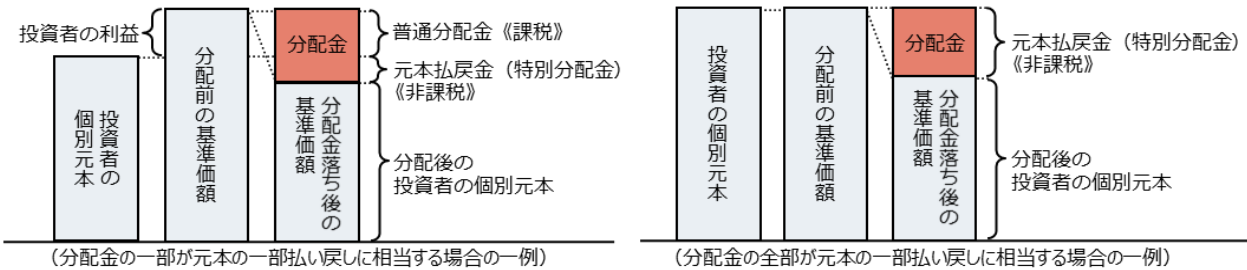 投資者の利益
投資者の
個別元本
分配前の基準価額
分配金
分配金落ち後の
基準価額
普通分配金《課税》
元本払戻金(特別分配金)
《非課税》
分配後の
投資者の個別元本
(分配金の一部が元本の一部払い戻しに相当する場合の一例)
投資者の個別元本
分配前の基準価額
分配金
分配金落ち後の
基準価額
元本払戻金(特別分配金)
《非課税》
分配後の
投資者の個別元本
(分配金の全部が元本の一部払い戻しに相当する場合の一例)